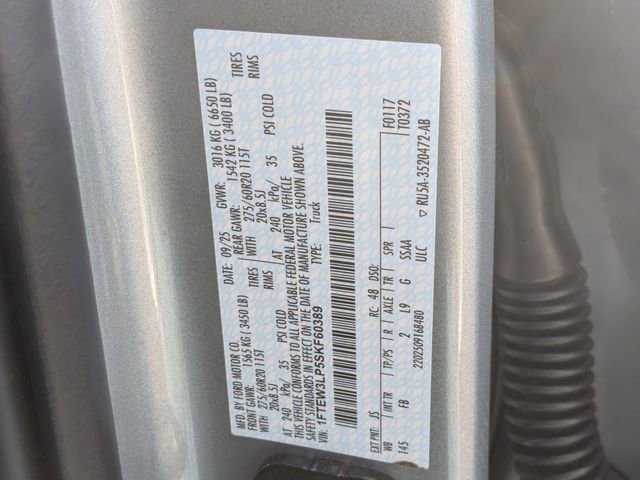 MFD. BY FORD MOTOR CO. DATE: 09/25 GVWR: 3016 KG ( 6650 LB)
FRONT GAWR: 1565 KG ( 3450 LB) REAR GAWR: 1542 KG ( 3400 LB)
WITH 275/60R20 115T TIRES WITH 275/60R20 115T TIRES
20x8.5J RIMS 20x8.5J RIMS
AT 240 kPa/ 35 PSI COLD AT 240 kPa/ 35 PSI COLD
THIS VEHICLE CONFORMS TO ALL APPLICABLE FEDERAL MOTOR VEHICLE
SAFETY STANDARDS IN EFFECT ON THE DATE OF MANUFACTURE SHOWN ABOVE.
VIN: 1FTEW3LP5SKF60389 Truck
F0117
T0372
EXT PNT: JS RC: 48 DSO:
WB INT TR TP/PS R AXLE TR SPR
145 FB 2 L9 G SSAA
2202509168480 ULC ▽ RU5A-3520472-AB